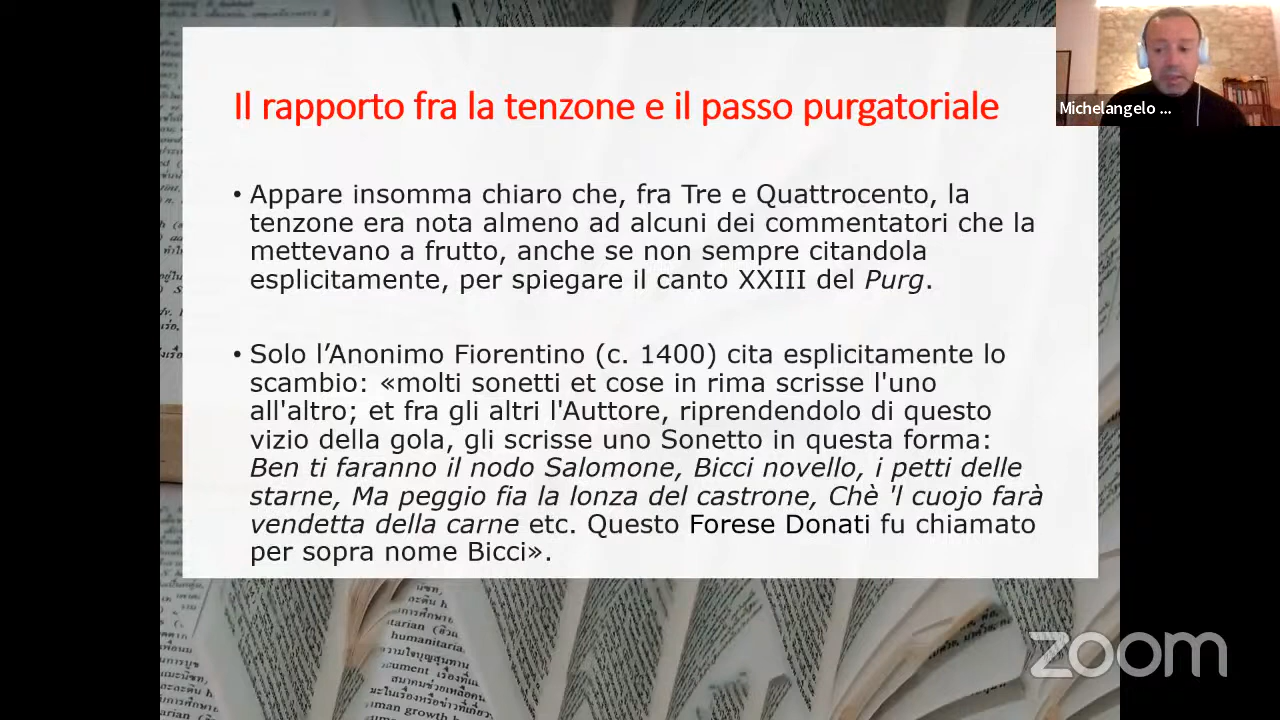 Il rapporto fra la tenzone e il passo purgatoriale
• Appare insomma chiaro che, fra Tre e Quattrocento, la
tenzone era nota almeno ad alcuni dei commentatori che la
mettevano a frutto, anche se non sempre citandola
esplicitamente, per spiegare il canto XXIII del Purg.
• Solo l’Anonimo Fiorentino (c. 1400) cita esplicitamente lo
scambio: «molti sonetti et cose in rima scrisse l'uno
all'altro; et fra gli altri l'Auttore, riprendendolo di questo
vizio della gola, gli scrisse uno Sonetto in questa forma:
Ben ti faranno il nodo Salomone, Bicci novello, i petti delle
starne, Ma peggio fia la lonza del castrone, Chè 'l cuojo farà
vendetta della carne etc. Questo Forese Donati fu chiamato
per sopra nome Bicci».
Michelangelo ...
zoom